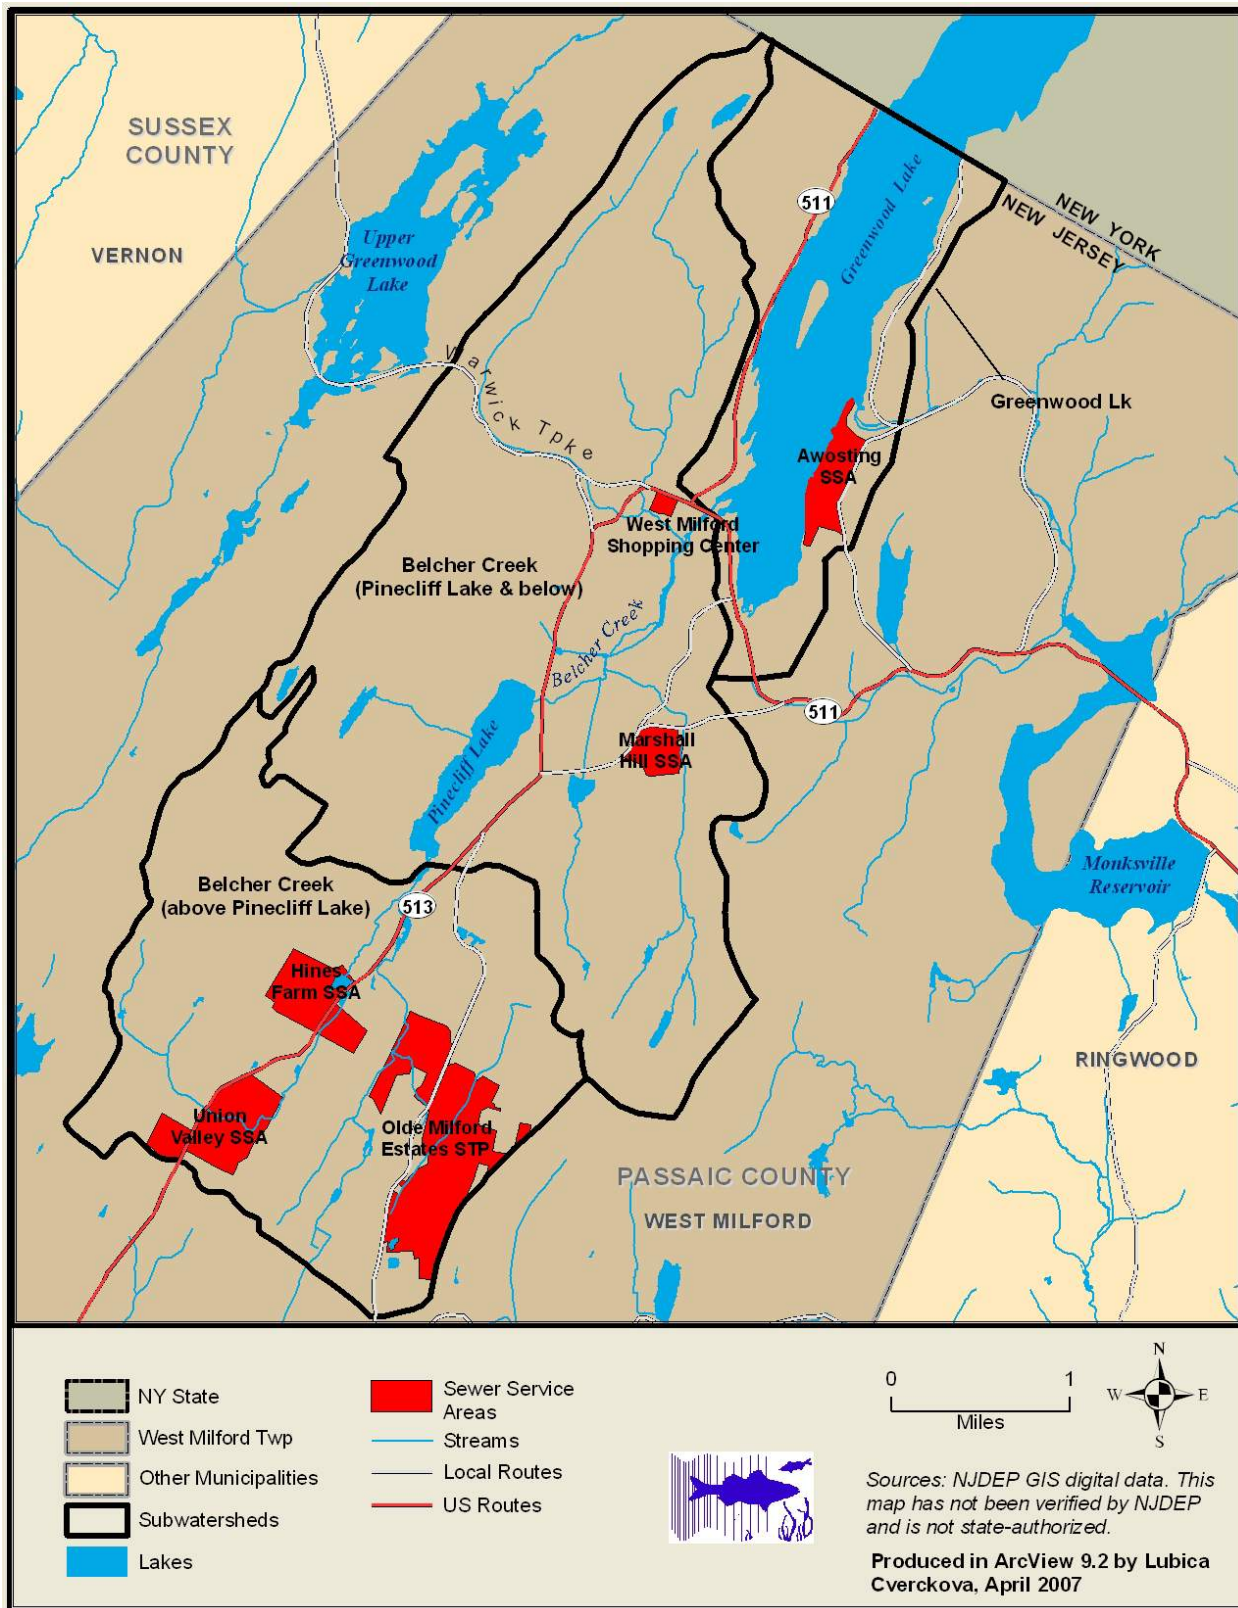 SUSSEX
COUNTY
VERNON
Upper
Greenwood
Lake
511
Greenwood Lake
NEW YORK
NEW JERSEY
Warwick Tpke
Greenwood Lk
Awosting
SSA
West Milford
Shopping Center
Belcher Creek
(Pinecliff Lake & below)
Belcher Creek
511
Marshall
Hill SSA
Pinecliff Lake
Monksville
Reservoir
Belcher Creek
(above Pinecliff Lake)
513
Hines
Farm SSA
RINGWOOD
Union
Valley SSA
Olde Milford
Estates STP
PASSAIC COUNTY
WEST MILFORD
NY State
West Milford Twp
Other Municipalities
Subwatersheds
Lakes
Sewer Service
Areas
Streams
Local Routes
US Routes
0 1
Miles
N
W E
S
Sources: NJDEP GIS digital data. This
map has not been verified by NJDEP
and is not state-authorized.
Produced in ArcView 9.2 by Lubica
Cverckova, April 2007